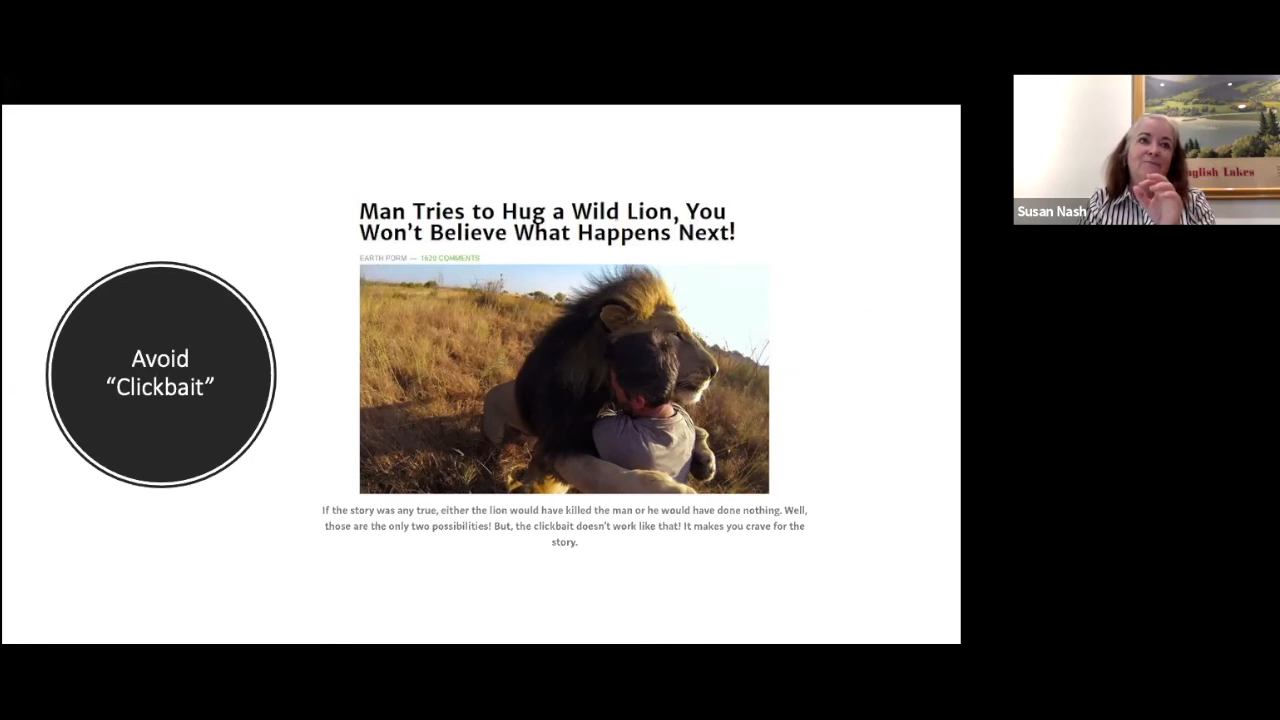 Avoid
“Clickbait”
Man Tries to Hug a Wild Lion, You
Won’t Believe What Happens Next!
EARTH PORM — 1620 COMMENTS
If the story was any true, either the lion would have killed the man or he would have done nothing. Well,
those are the only two possibilities! But, the clickbait doesn’t work like that! It makes you crave for the
story.
nglish Lakes
Susan Nash